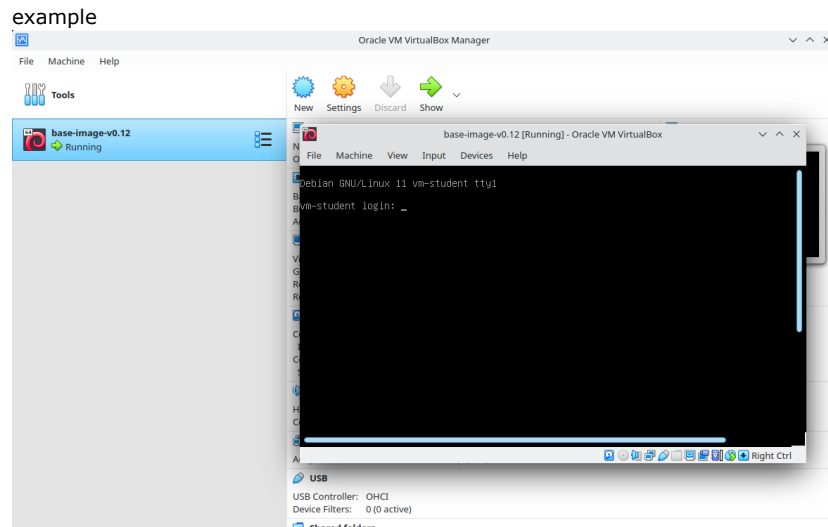 example
Oracle VM VirtualBox Manager
File Machine Help
Tools
New Settings Discard Show
base-image-v0.12
Running
base-image-v0.12 [Running] - Oracle VM VirtualBox
File Machine View Input Devices Help
Debian GNU/Linux 11 vm-student tty1
vm-student login: _
Right Ctrl
USB
USB Controller: OHCI
Device Filters: 0 (0 active)
Shared folders